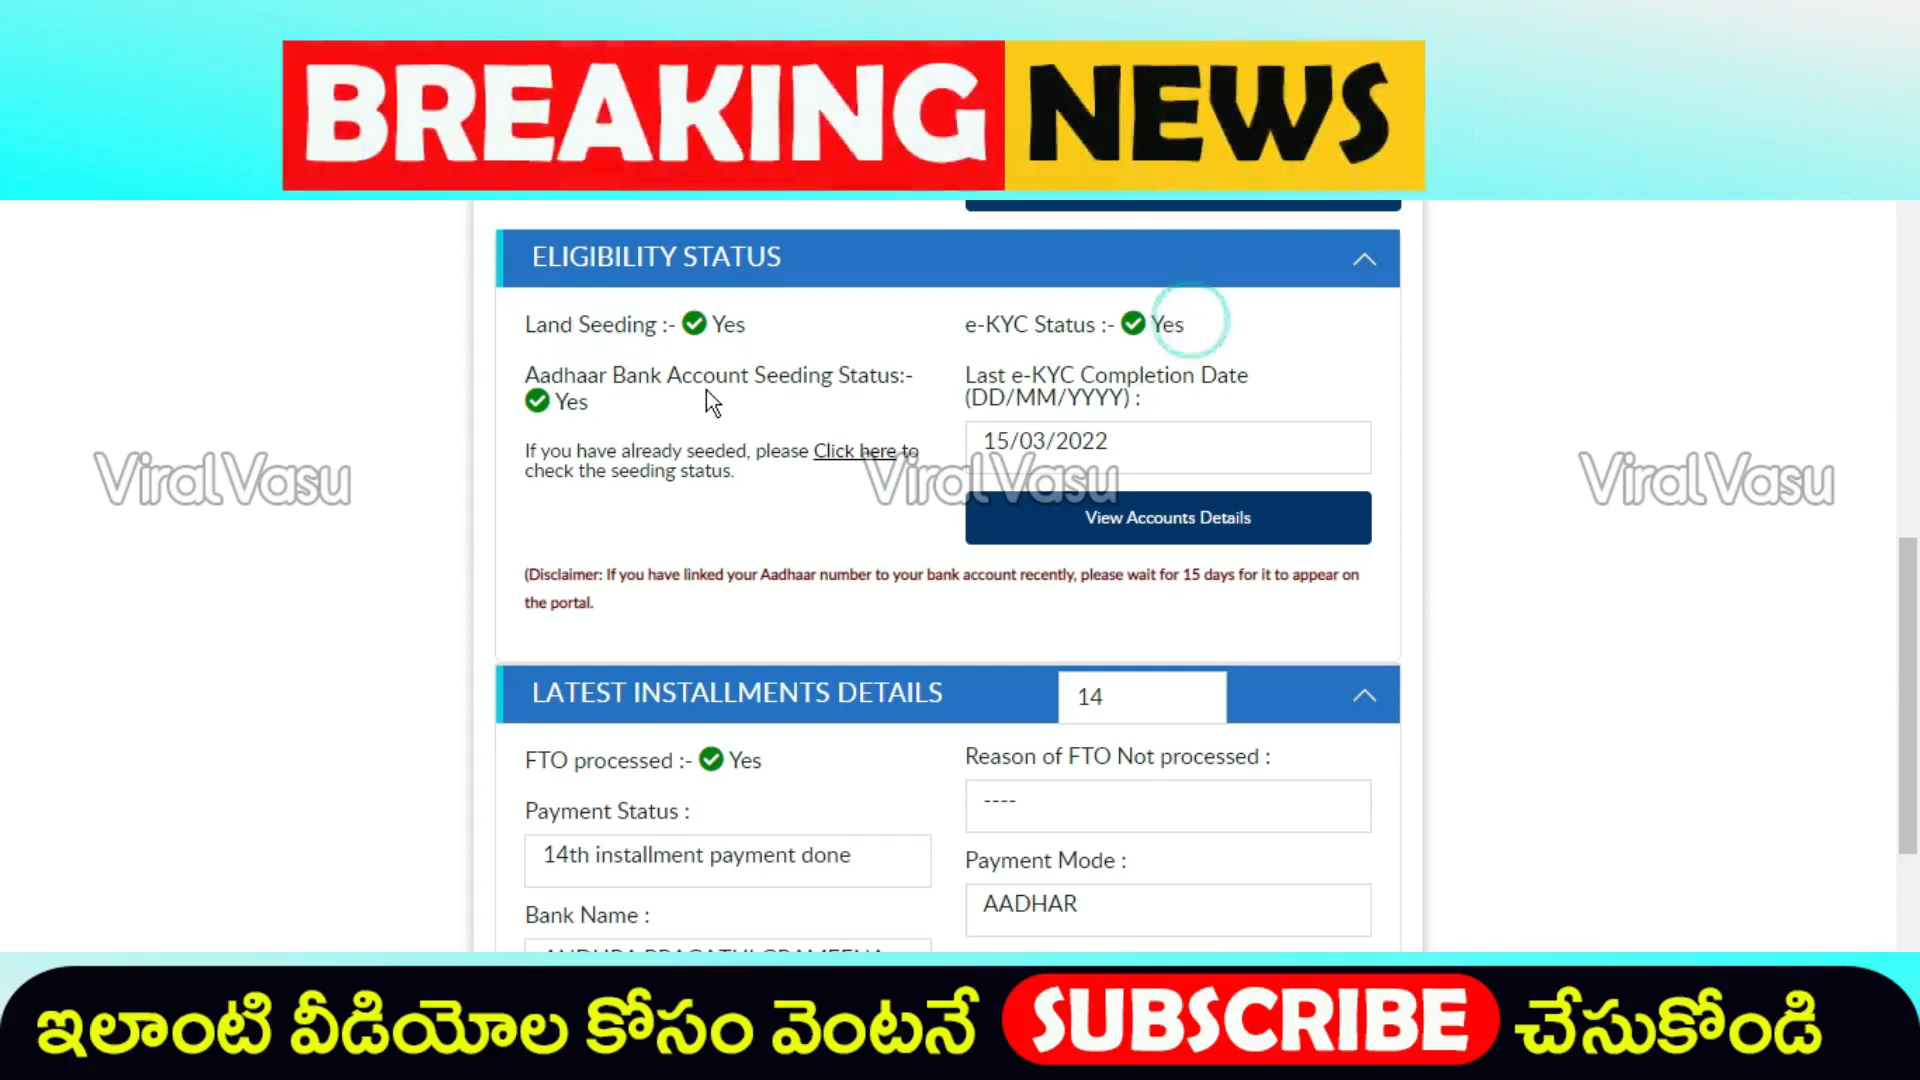 BREAKING NEWS
ELIGIBILITY STATUS
Land Seeding :- Yes
e-KYC Status :- Yes
Aadhaar Bank Account Seeding Status:-
Yes
Last e-KYC Completion Date
(DD/MM/YYYY) :
15/03/2022
If you have already seeded, please Click here to
check the seeding status.
View Accounts Details
ViralVasu
ViralVasu
ViralVasu
(Disclaimer: If you have linked your Aadhaar number to your bank account recently, please wait for 15 days for it to appear on
the portal.
LATEST INSTALLMENTS DETAILS 14
FTO processed :- Yes
Reason of FTO Not processed :
----
Payment Status :
14th installment payment done
Payment Mode :
AADHAR
Bank Name :
ఇలాంటి వీడియోల కోసం వెంటనే SUBSCRIBE చేసుకోండి